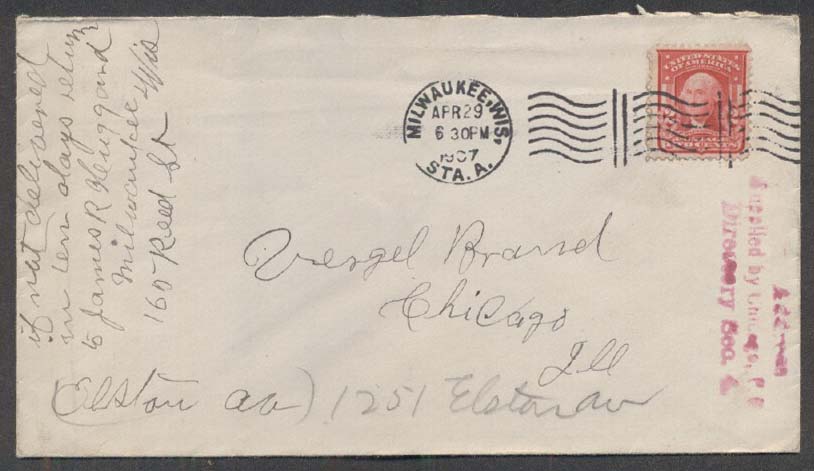 if not delivered
in ten days return
to James R Huggand
Milwaukee Wis
160 Reed St
MILWAUKEE, WIS.
APR 29
6 30 PM
1907
STA. A.
UNITED STATES
OF AMERICA
Vergel Brand
Chicago
Ill
(Elston av) 1251 Elston av
Address
Supplied by Chicago, P O
Directory Sec.